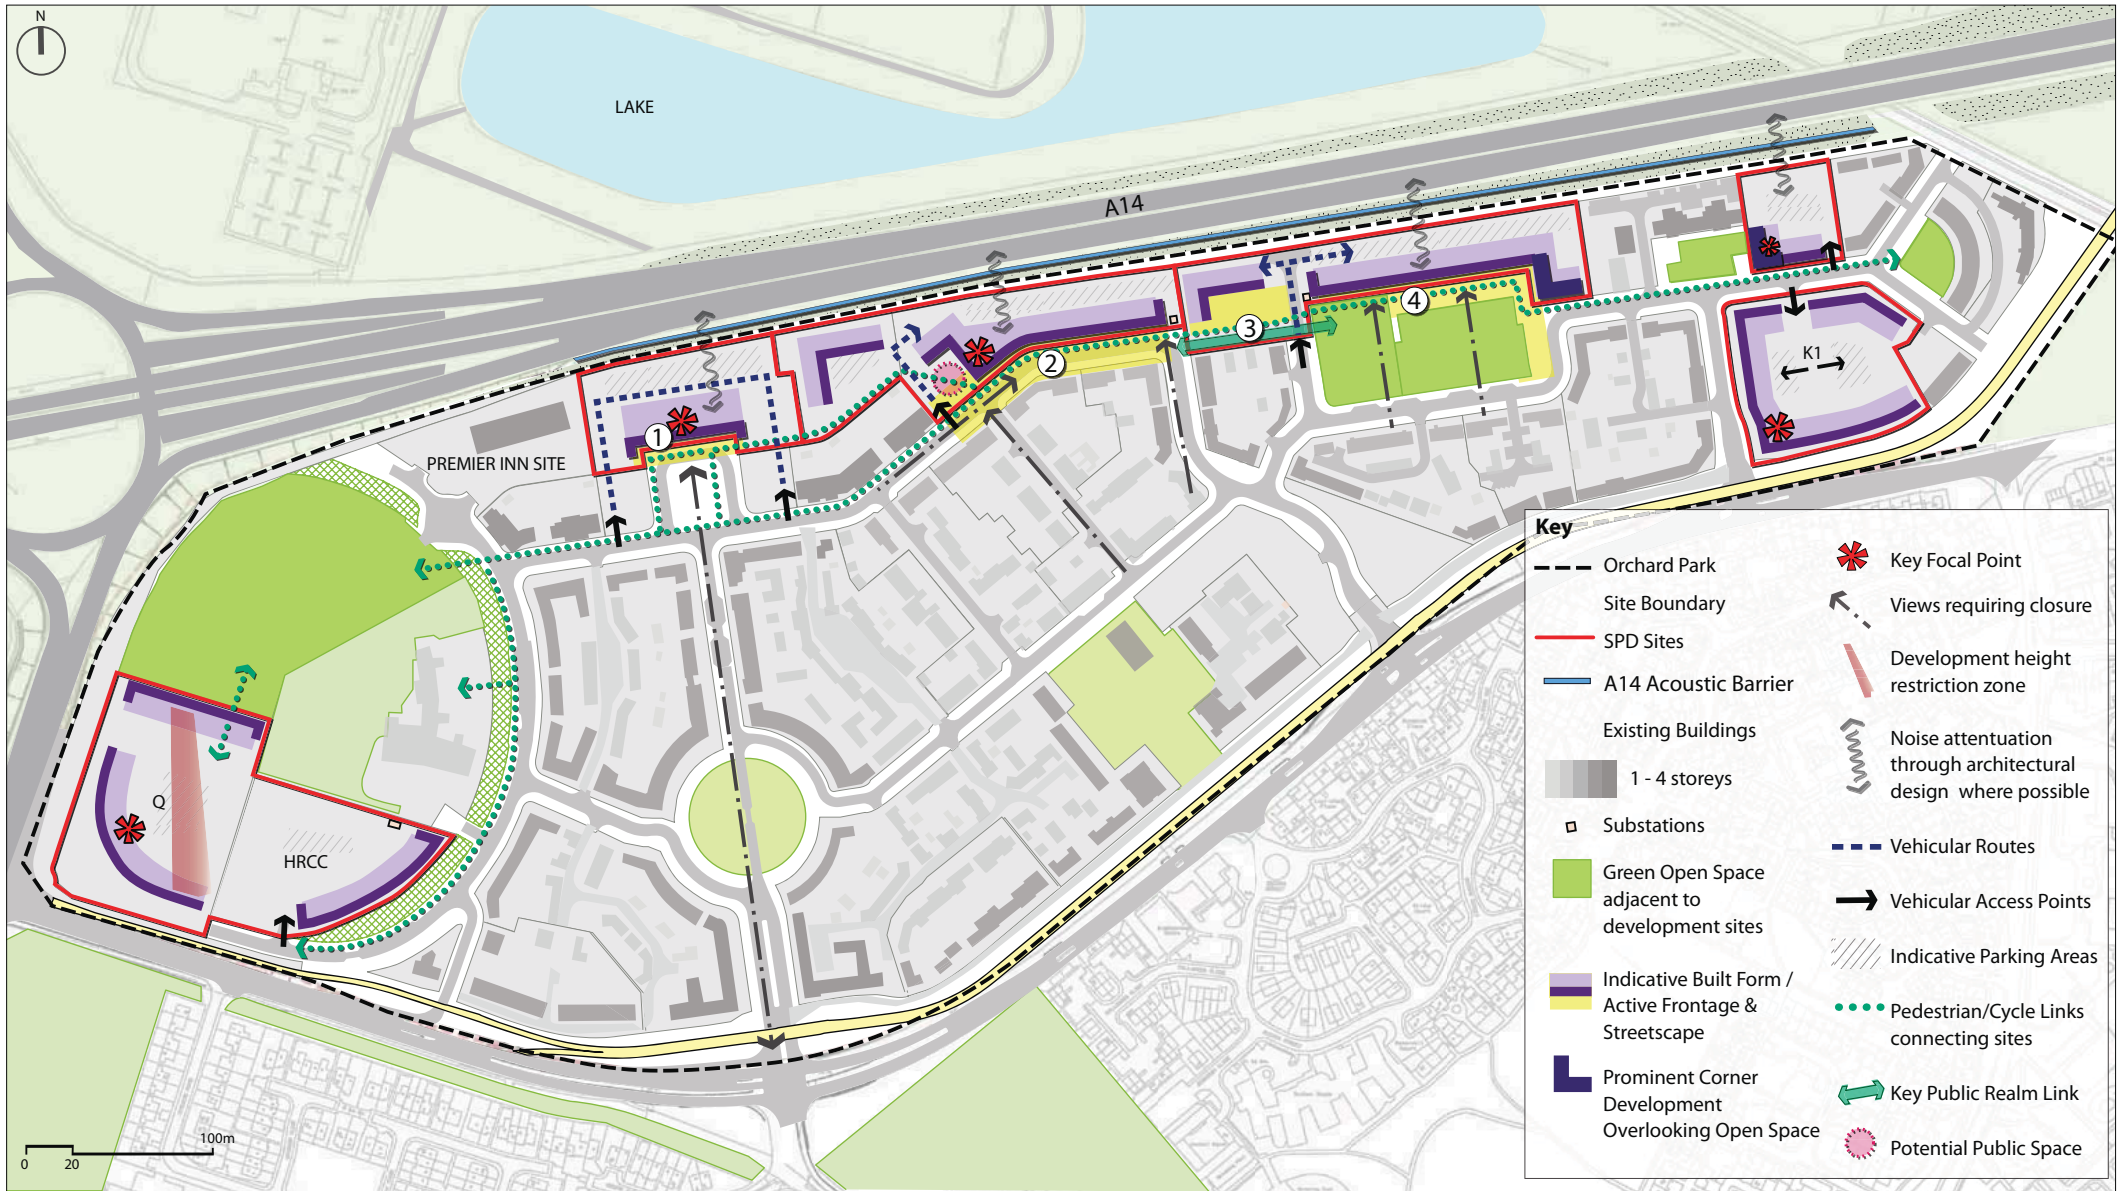 N
LAKE
A14
PREMIER INN SITE
1
2
3
4
K1
Q
HRCC
0
20
100m
Key
Orchard Park
Site Boundary
SPD Sites
A14 Acoustic Barrier
Existing Buildings
1 - 4 storeys
Substations
Green Open Space
adjacent to
development sites
Indicative Built Form /
Active Frontage &
Streetscape
Prominent Corner
Development
Overlooking Open Space
Key Focal Point
Views requiring closure
Development height
restriction zone
Noise attentuation
through architectural
design where possible
Vehicular Routes
Vehicular Access Points
Indicative Parking Areas
Pedestrian/Cycle Links
connecting sites
Key Public Realm Link
Potential Public Space